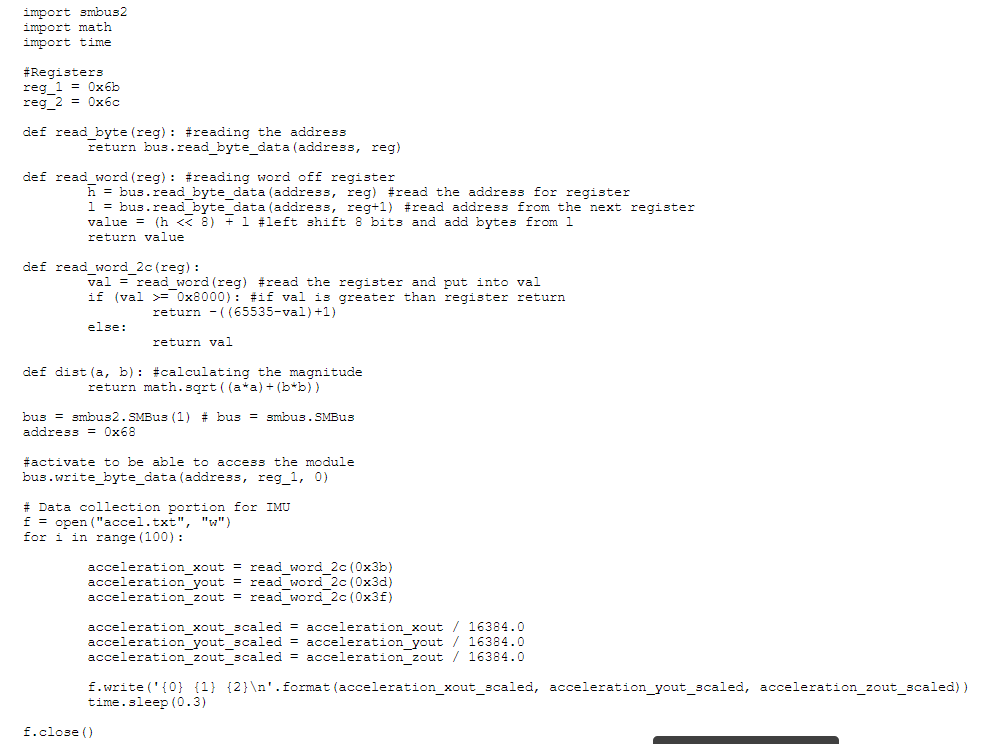 import smbus2
import math
import time
#Registers
reg_1 = 0x6b
reg_2 = 0x6c
def read_byte(reg): #reading the address
return bus.read_byte_data(address, reg)
def read_word(reg): #reading word off register
h = bus.read_byte_data(address, reg) #read the address for register
l = bus.read_byte_data(address, reg+1) #read address from the next register
value = (h << 8) + l #left shift 8 bits and add bytes from l
return value
def read_word_2c(reg):
val = read_word(reg) #read the register and put into val
if (val >= 0x8000): #if val is greater than register return
return -((65535-val)+1)
else:
return val
def dist(a, b): #calculating the magnitude
return math.sqrt((a*a)+(b*b))
bus = smbus2.SMBus(1) # bus = smbus.SMBus
address = 0x68
#activate to be able to access the module
bus.write_byte_data(address, reg_1, 0)
# Data collection portion for IMU
f = open("accel.txt", "w")
for i in range(100):
acceleration_xout = read_word_2c(0x3b)
acceleration_yout = read_word_2c(0x3d)
acceleration_zout = read_word_2c(0x3f)
acceleration_xout_scaled = acceleration_xout / 16384.0
acceleration_yout_scaled = acceleration_yout / 16384.0
acceleration_zout_scaled = acceleration_zout / 16384.0
f.write('{0} {1} {2}\n'.format(acceleration_xout_scaled, acceleration_yout_scaled, acceleration_zout_scaled))
time.sleep(0.3)
f.close()